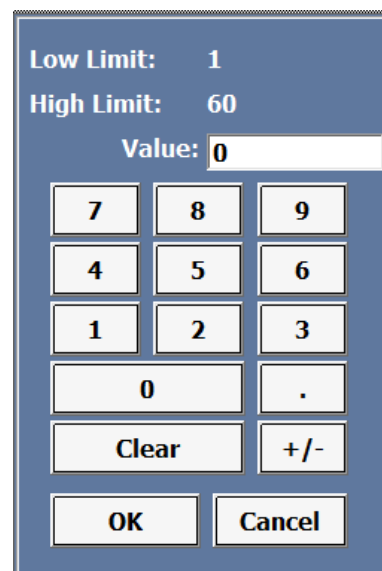 Low Limit: 1
High Limit: 60
Value: 0
7 8 9
4 5 6
1 2 3
0 .
Clear +/-
OK Cancel